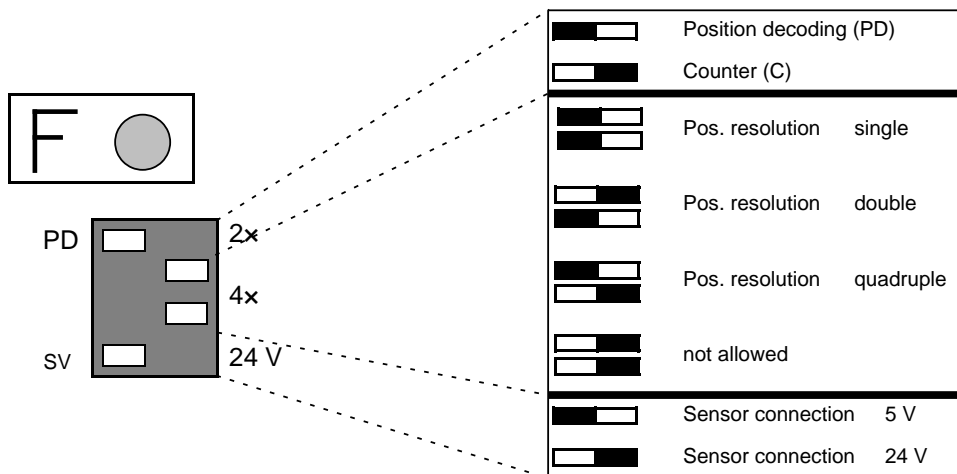 Position decoding (PD)
Counter (C)
F
Pos. resolution single
Pos. resolution double
PD
2×
Pos. resolution quadruple
4×
not allowed
SV
24 V
Sensor connection 5 V
Sensor connection 24 V